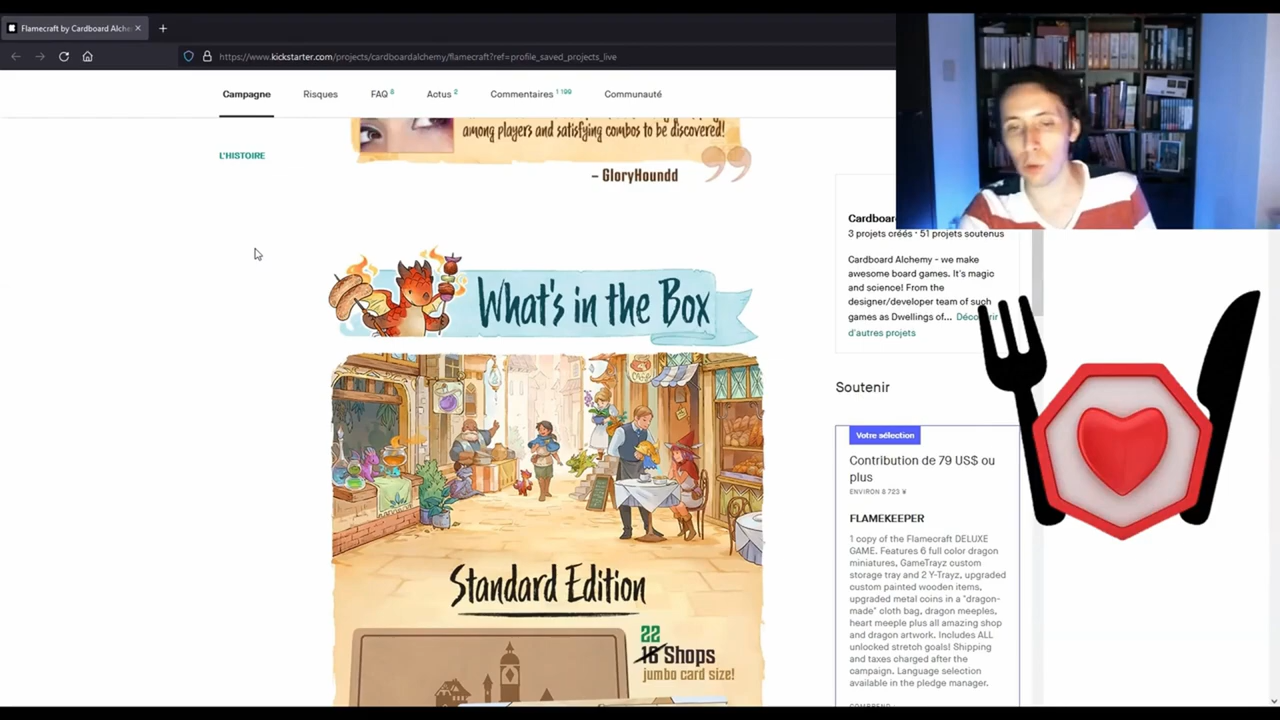 Flamecraft by Cardboard Alche
https://www.kickstarter.com/projects/cardboardalchemy/flamecraft?ref=profile_saved_projects_live
Campagne
Risques
FAQ 8
Actus 2
Commentaires 1 199
Communauté
L'HISTOIRE
among players and satisfying combos to be discovered!
– GloryHoundd
What's in the Box
Standard Edition
22
16 Shops
jumbo card size!
Cardboard
3 projets créés · 51 projets soutenus
Cardboard Alchemy - we make
awesome board games. It's magic
and science! From the
designer/developer team of such
games as Dwellings of... Découvrir
d'autres projets
Soutenir
Votre sélection
Contribution de 79 US$ ou
plus
ENVIRON 8 723 ¥
FLAMEKEEPER
1 copy of the Flamecraft DELUXE
GAME. Features 6 full color dragon
miniatures, GameTrayz custom
storage tray and 2 Y-Trayz, upgraded
custom painted wooden items,
upgraded metal coins in a "dragon-
made" cloth bag, dragon meeples,
heart meeple plus all amazing shop
and dragon artwork. Includes ALL
unlocked stretch goals! Shipping
and taxes charged after the
campaign. Language selection
available in the pledge manager.